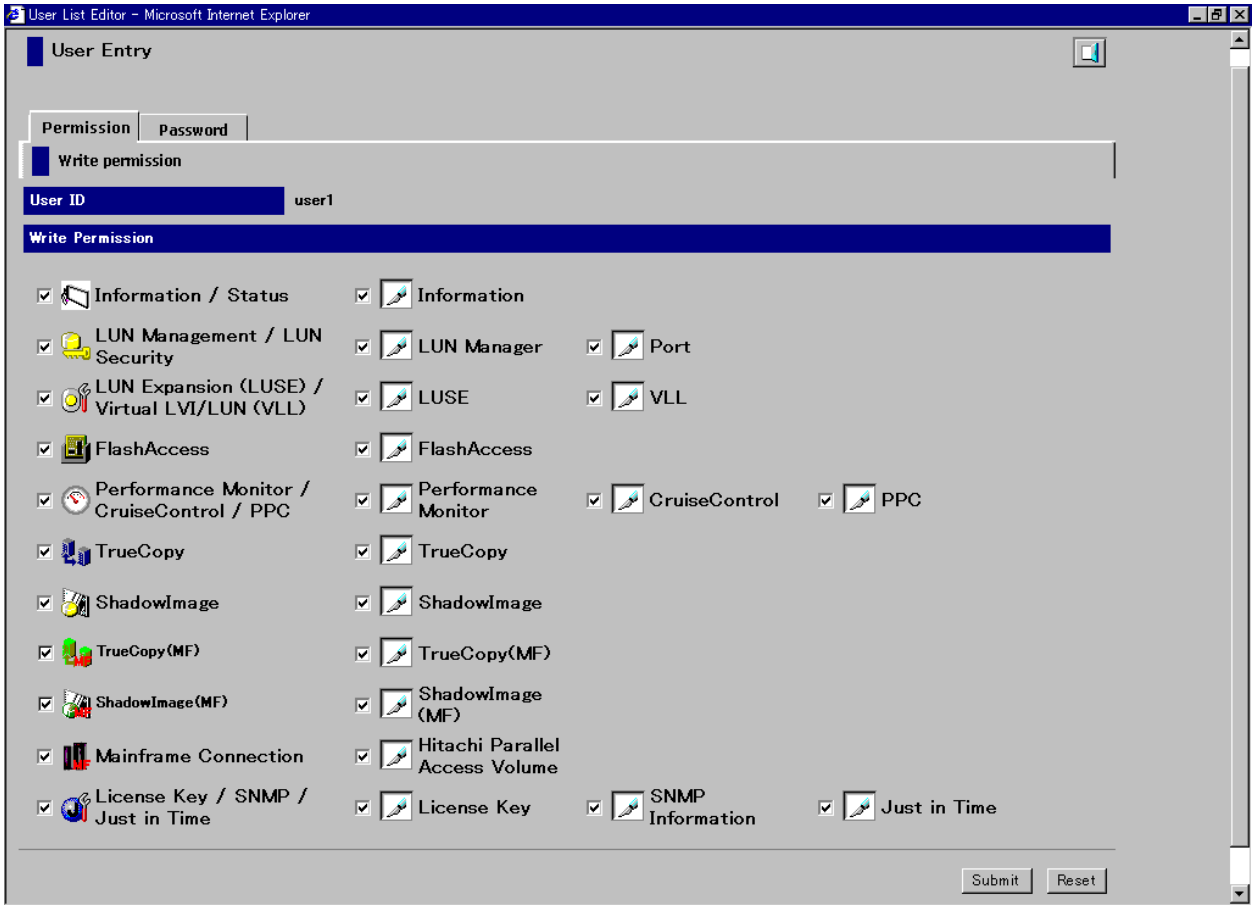 User List Editor - Microsoft Internet Explorer
User Entry
Permission Password
Write permission
User ID user1
Write Permission
Information / Status Information
LUN Management / LUN
Security LUN Manager Port
LUN Expansion (LUSE) /
Virtual LVI/LUN (VLL) LUSE VLL
FlashAccess FlashAccess
Performance Monitor /
CruiseControl / PPC Performance
Monitor CruiseControl PPC
TrueCopy TrueCopy
ShadowImage ShadowImage
TrueCopy(MF) TrueCopy(MF)
ShadowImage(MF) ShadowImage
(MF)
Mainframe Connection Hitachi Parallel
Access Volume
License Key / SNMP /
Just in Time License Key SNMP
Information Just in Time
Submit Reset